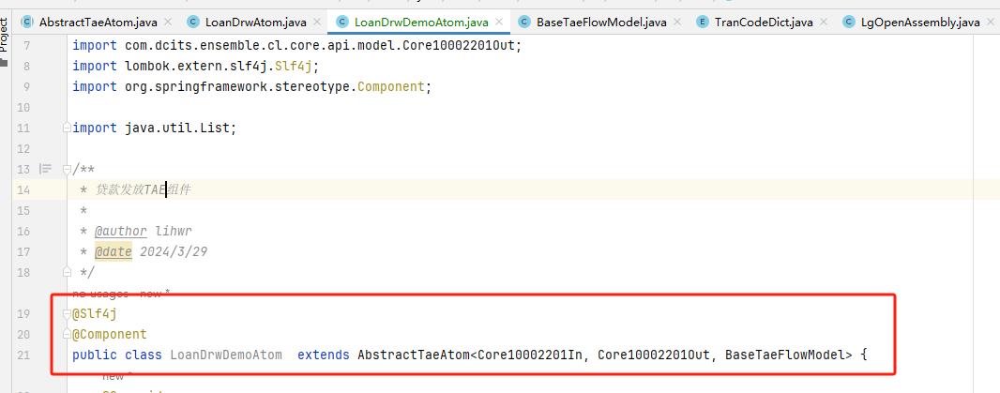 Project
AbstractTaeAtom.java LoanDrwAtom.java LoanDrwDemoAtom.java BaseTaeFlowModel.java TranCodeDict.java LgOpenAssembly.java
7 import com.dcits.ensemble.cl.core.api.model.Core10002201Out;
8 import lombok.extern.slf4j.Slf4j;
9 import org.springframework.stereotype.Component;
10
11 import java.util.List;
12
13 /**
14 * 贷款发放TAE组件
15 *
16 * @author lihwr
17 * @date 2024/3/29
18 */
no usages new *
19 @Slf4j
20 @Component
21 public class LoanDrwDemoAtom extends AbstractTaeAtom<Core10002201In, Core10002201Out, BaseTaeFlowModel> {
new *